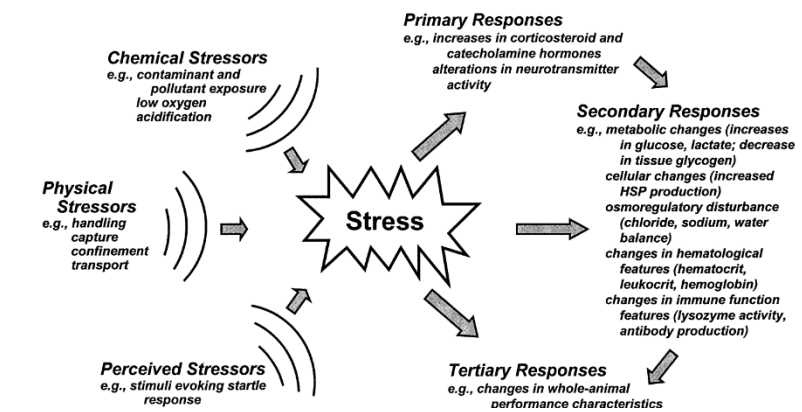 Chemical Stressors
e.g., contaminant and
pollutant exposure
low oxygen
acidification
Physical
Stressors
e.g., handling
capture
confinement
transport
Perceived Stressors
e.g., stimuli evoking startle
response
Stress
Primary Responses
e.g., increases in corticosteroid and
catecholamine hormones
alterations in neurotransmitter
activity
Secondary Responses
e.g., metabolic changes (increases
in glucose, lactate; decrease
in tissue glycogen)
cellular changes (increased
HSP production)
osmoregulatory disturbance
(chloride, sodium, water
balance)
changes in hematological
features (hematocrit,
leukocrit, hemoglobin)
changes in immune function
features (lysozyme activity,
antibody production)
Tertiary Responses
e.g., changes in whole-animal
performance characteristics